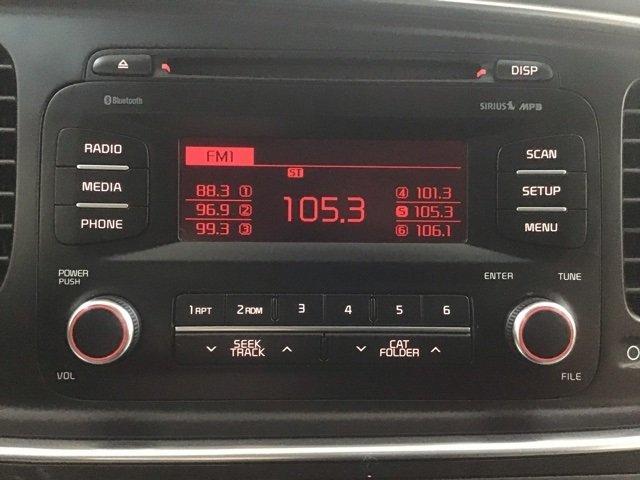 DISP
Bluetooth
SIRIUS MP3
RADIO
MEDIA
PHONE
FM1
ST
88.3 1
96.9 2
99.3 3
105.3
4 101.3
5 105.3
6 106.1
SCAN
SETUP
MENU
POWER
PUSH
VOL
1 RPT
2 RDM
3
4
5
6
SEEK
TRACK
CAT
FOLDER
ENTER
TUNE
FILE